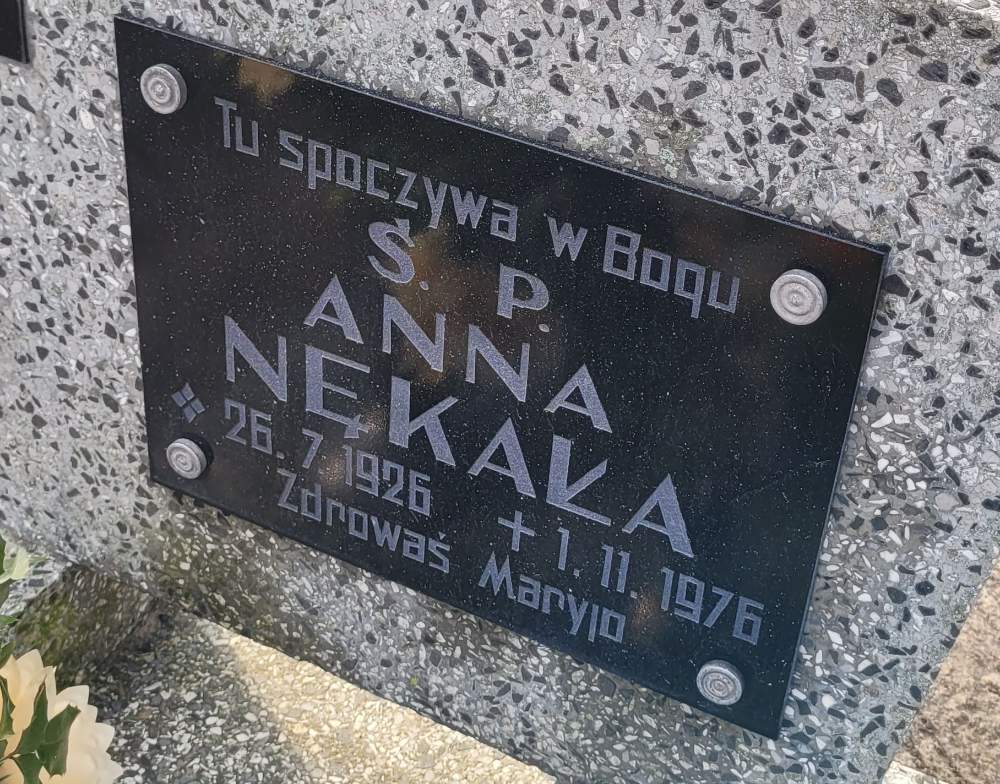 Tu spoczywa w Bogu
Ś. P.
ANNA
NĘKAŁA
26. 7. 1926 + 1. 11. 1976
Zdrowaś Maryjo